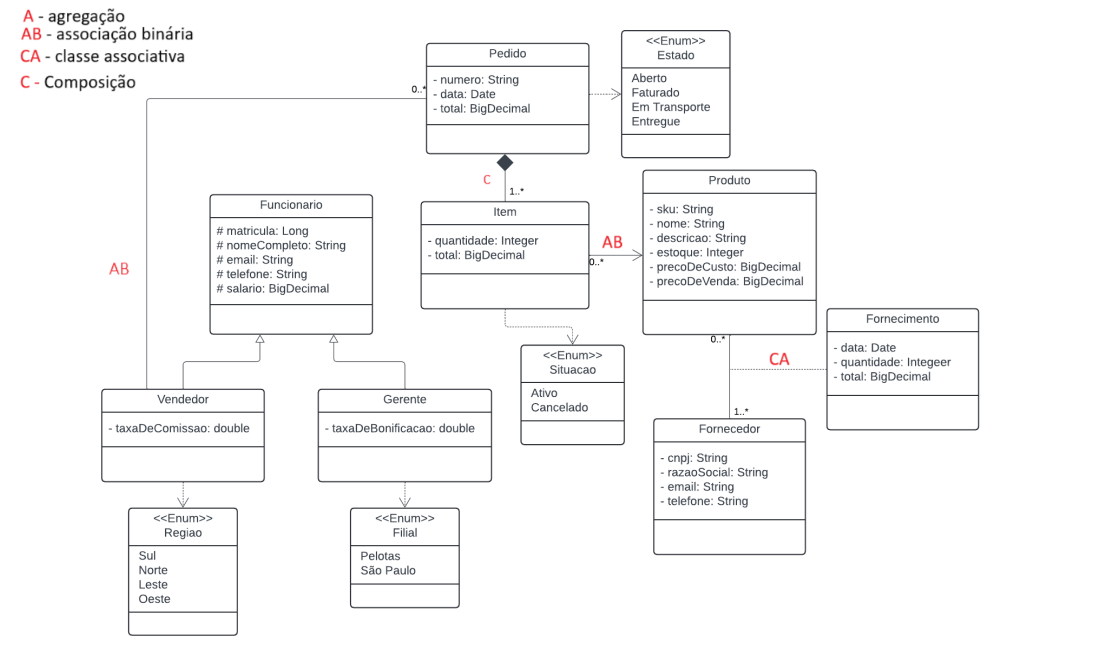 A - agregação
AB - associação binária
CA - classe associativa
C - Composição
Pedido
- numero: String
- data: Date
- total: BigDecimal
0..*
<<Enum>>
Estado
Aberto
Faturado
Em Transporte
Entregue
C
1..*
Item
- quantidade: Integer
- total: BigDecimal
AB
0..*
Produto
- sku: String
- nome: String
- descricao: String
- estoque: Integer
- precoDeCusto: BigDecimal
- precoDeVenda: BigDecimal
Funcionario
# matricula: Long
# nomeCompleto: String
# email: String
# telefone: String
# salario: BigDecimal
AB
0..*
CA
1..*
Fornecimento
- data: Date
- quantidade: Integeer
- total: BigDecimal
<<Enum>>
Situacao
Ativo
Cancelado
Vendedor
- taxaDeComissao: double
Gerente
- taxaDeBonificacao: double
Fornecedor
- cnpj: String
- razaoSocial: String
- email: String
- telefone: String
<<Enum>>
Regiao
Sul
Norte
Leste
Oeste
<<Enum>>
Filial
Pelotas
São Paulo